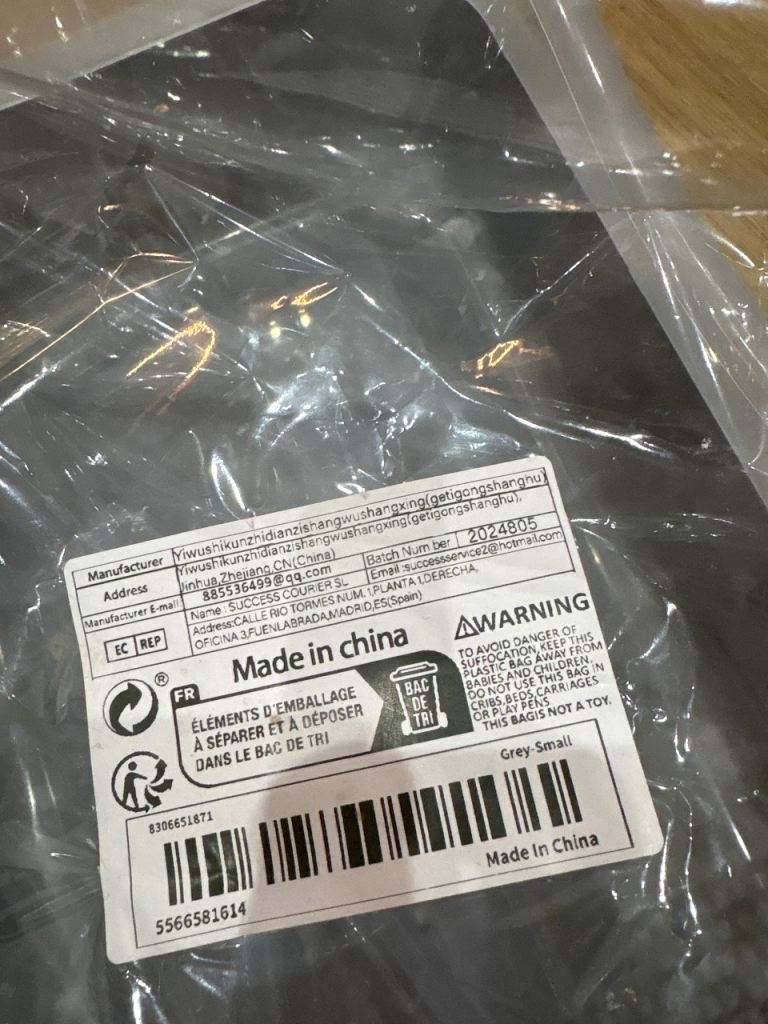 Manufacturer Yiwushikunzhidianzishangwushangxing(getigongshanghu)
Address Yiwushikunzhidianzishangwushangxing(getigongshanghu),
Jinhua,Zhejiang,CN(China)
Manufacturer E-mail 885536499@qq.com Batch Num ber 2024805
EC REP Name : SUCCESS COURIER SL Email :successservice2@hotmail.com
Address:CALLE RIO TORMES NUM. 1,PLANTA 1,DERECHA,
OFICINA 3,FUENLABRADA,MADRID,ES(Spain)
Made in china
®
FR
ÉLÉMENTS D'EMBALLAGE
À SÉPARER ET À DÉPOSER
DANS LE BAC DE TRI
BAC
DE
TRI
WARNING
TO AVOID DANGER OF
SUFFOCATION,KEEP THIS
PLASTIC BAG AWAY FROM
BABIES AND CHILDREN.
DO NOT USE THIS BAG IN
CRIBS,BEDS, CARRIAGES
OR PLAY PENS.
THIS BAG IS NOT A TOY.
Grey-Small
8306651871
5566581614
Made In China